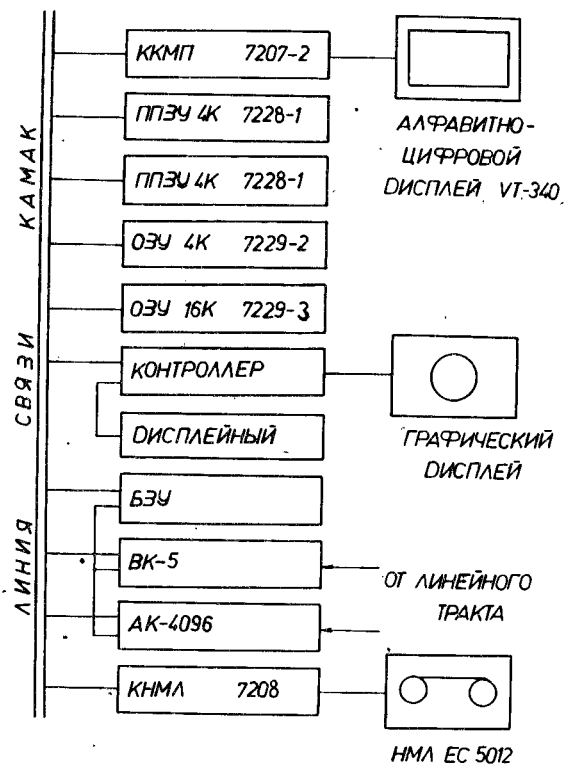 ККМП 7207-2
АЛФАВИТНО-
ЦИФРОВОЙ
ДИСПЛЕЙ VT-340
ППЗУ 4К 7228-1
ППЗУ 4К 7228-1
ОЗУ 4К 7229-2
ОЗУ 16К 7229-3
КОНТРОЛЛЕР
ДИСПЛЕЙНЫЙ
ГРАФИЧЕСКИЙ
ДИСПЛЕЙ
БЗУ
ВК-5
АК-4096
ОТ ЛИНЕЙНОГО
ТРАКТА
КНМЛ 7208
НМЛ ЕС 5012
ЛИНИЯ СВЯЗИ КАМАК